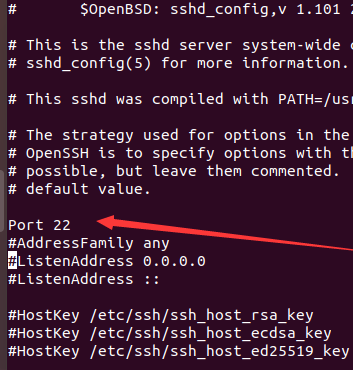 #       $OpenBSD: sshd_config,v 1.101 2
# This is the sshd server system-wide
# sshd_config(5) for more information.
# This sshd was compiled with PATH=/us
# The strategy used for options in the
# OpenSSH is to specify options with th
# possible, but leave them commented.
# default value.
Port 22
#AddressFamily any
#ListenAddress 0.0.0.0
#ListenAddress ::
#HostKey /etc/ssh/ssh_host_rsa_key
#HostKey /etc/ssh/ssh_host_ecdsa_key
#HostKey /etc/ssh/ssh_host_ed25519_key